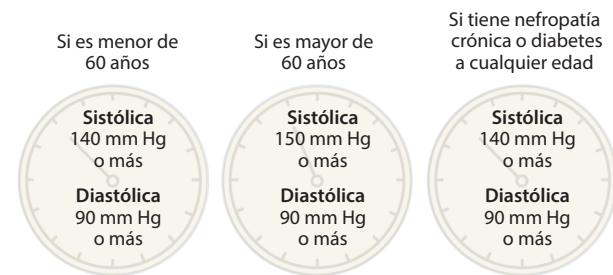 Si es menor de
60 años
Sistólica
140 mm Hg
o más
Diastólica
90 mm Hg
o más
Si es mayor de
60 años
Sistólica
150 mm Hg
o más
Diastólica
90 mm Hg
o más
Si tiene nefropatía
crónica o diabetes
a cualquier edad
Sistólica
140 mm Hg
o más
Diastólica
90 mm Hg
o más